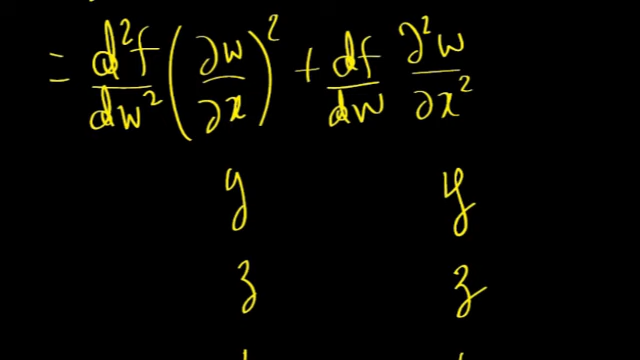 = d²f/dw² (∂w/∂x)² + df/dw ∂²w/∂x²
y y
z z